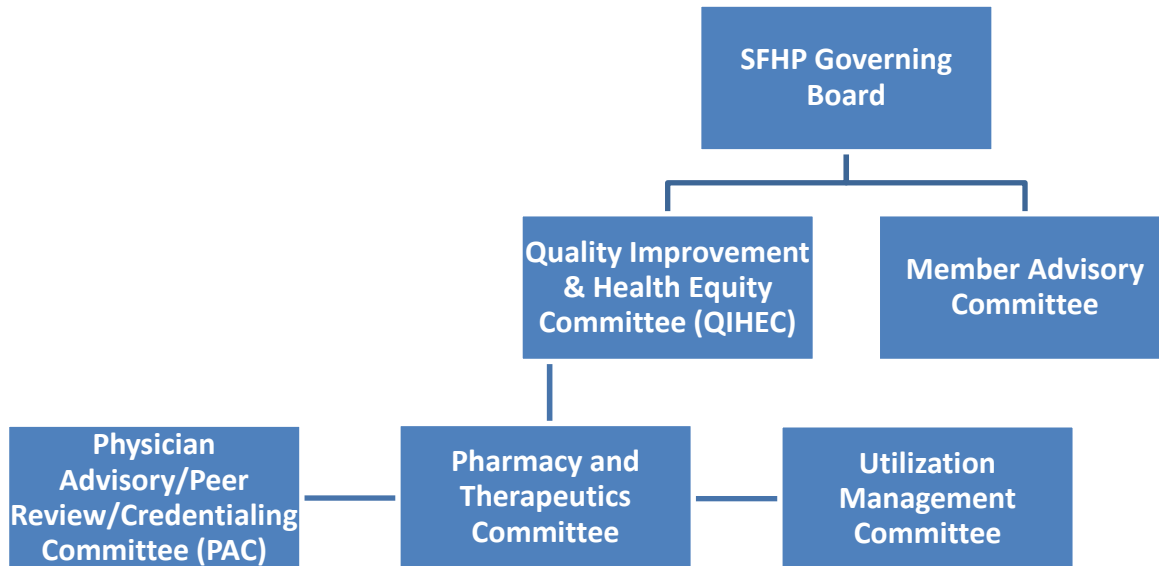 SFHP Governing
Board
Quality Improvement
& Health Equity
Committee (QIHEC)
Member Advisory
Committee
Physician
Advisory/Peer
Review/Credentialing
Committee (PAC)
Pharmacy and
Therapeutics
Committee
Utilization
Management
Committee